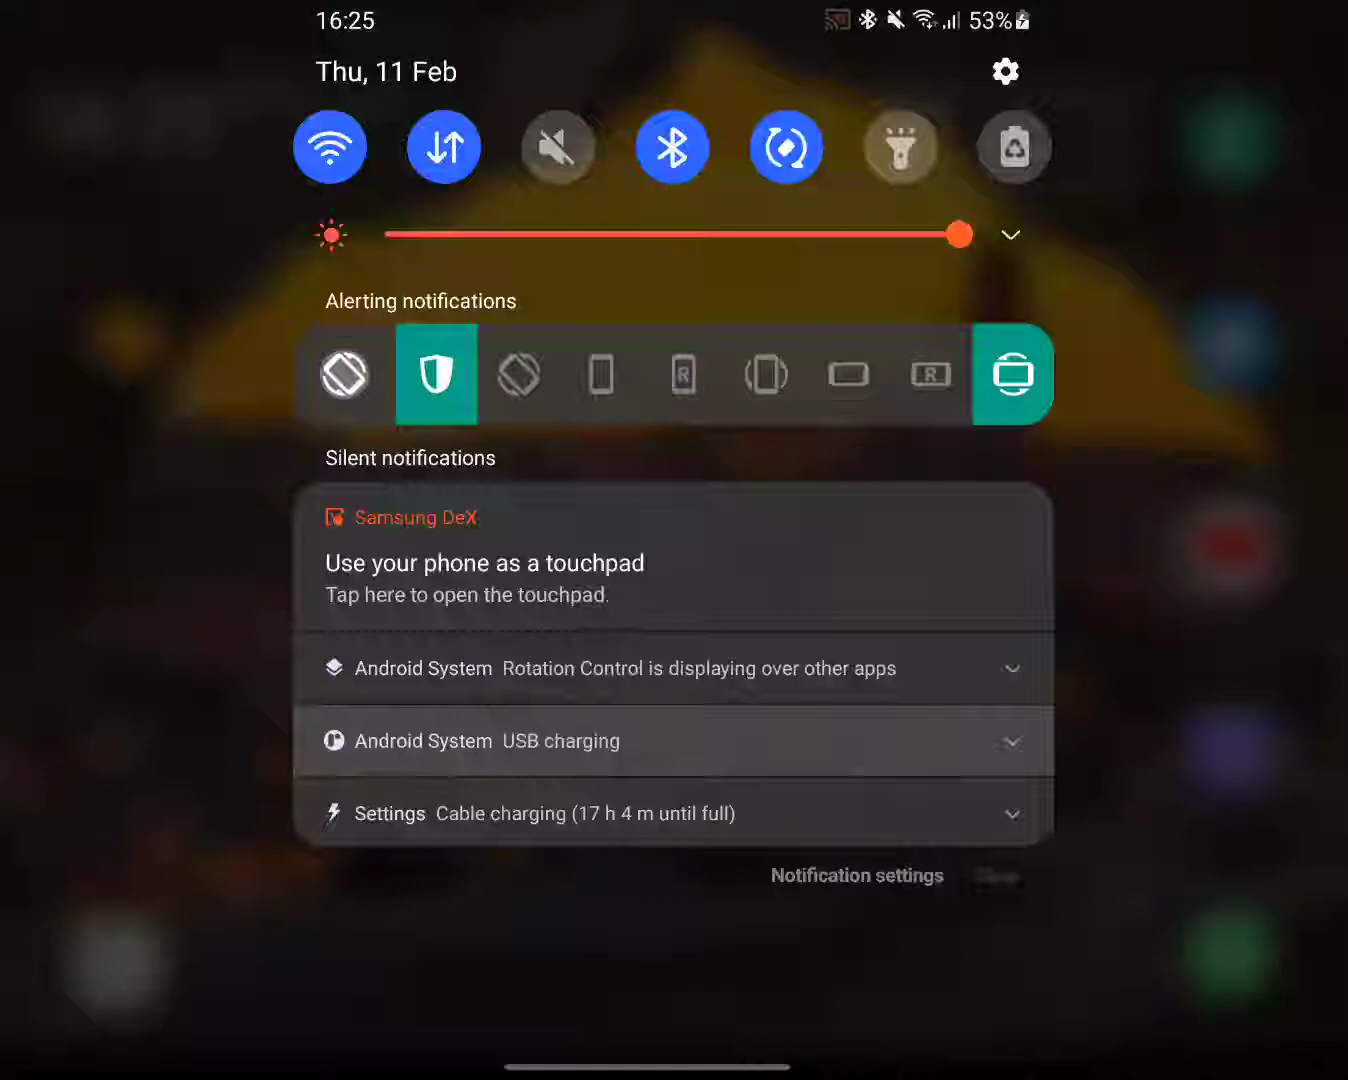 16:25
53%
Thu, 11 Feb
Alerting notifications
R
R
Silent notifications
Samsung DeX
Use your phone as a touchpad
Tap here to open the touchpad.
Android System Rotation Control is displaying over other apps
Android System USB charging
Settings Cable charging (17 h 4 m until full)
Notification settings